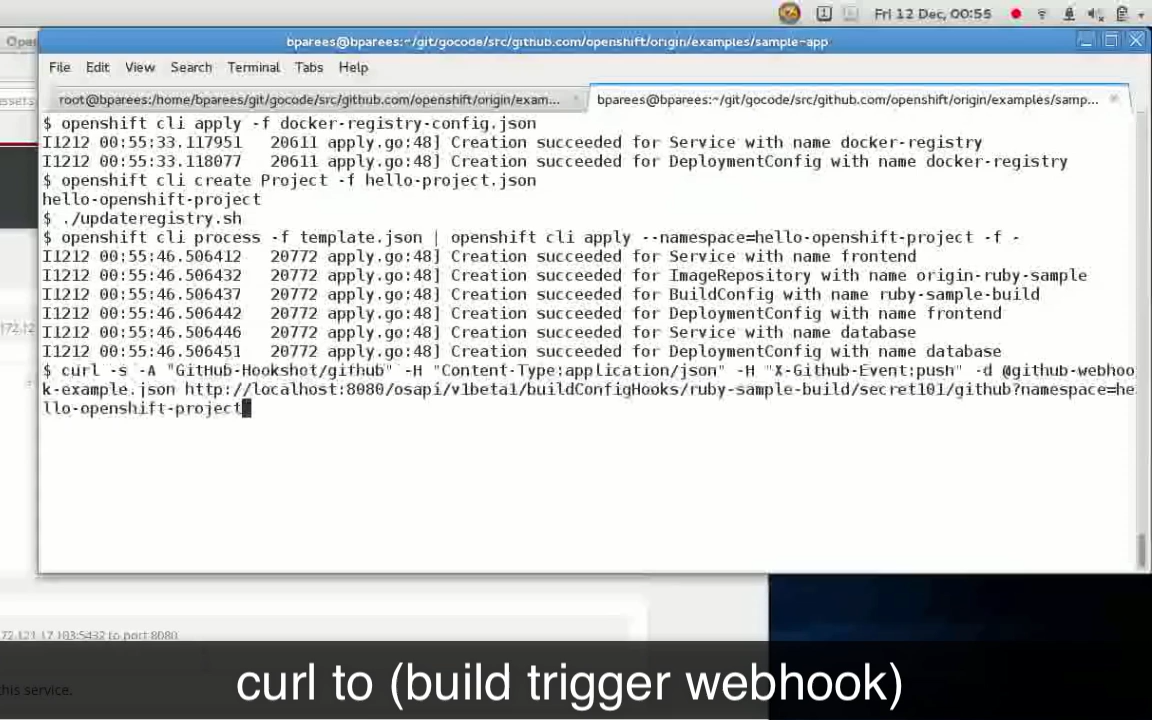 Fri 12 Dec, 00:55
Ope
bparees@bparees:~/git/gocode/src/github.com/openshift/origin/examples/sample-app
File Edit View Search Terminal Tabs Help
root@bparees:/home/bparees/git/gocode/src/github.com/openshift/origin/exam...
bparees@bparees:~/git/gocode/src/github.com/openshift/origin/examples/samp...
$ openshift cli apply -f docker-registry-config.json
I1212 00:55:33.117951 20611 apply.go:48] Creation succeeded for Service with name docker-registry
I1212 00:55:33.118077 20611 apply.go:48] Creation succeeded for DeploymentConfig with name docker-registry
$ openshift cli create Project -f hello-project.json
hello-openshift-project
$ ./updateregistry.sh
$ openshift cli process -f template.json | openshift cli apply --namespace=hello-openshift-project -f -
I1212 00:55:46.506412 20772 apply.go:48] Creation succeeded for Service with name frontend
I1212 00:55:46.506432 20772 apply.go:48] Creation succeeded for ImageRepository with name origin-ruby-sample
I1212 00:55:46.506437 20772 apply.go:48] Creation succeeded for BuildConfig with name ruby-sample-build
I1212 00:55:46.506442 20772 apply.go:48] Creation succeeded for DeploymentConfig with name frontend
I1212 00:55:46.506446 20772 apply.go:48] Creation succeeded for Service with name database
I1212 00:55:46.506451 20772 apply.go:48] Creation succeeded for DeploymentConfig with name database
$ curl -s -A "GitHub-Hookshot/github" -H "Content-Type:application/json" -H "X-Github-Event:push" -d @github-webhoo
k-example.json http://localhost:8080/osapi/v1beta1/buildConfigHooks/ruby-sample-build/secret101/github?namespace=he
llo-openshift-project
172.12
72.121.17.103:5432 to port 8080
his service.
curl to (build trigger webhook)